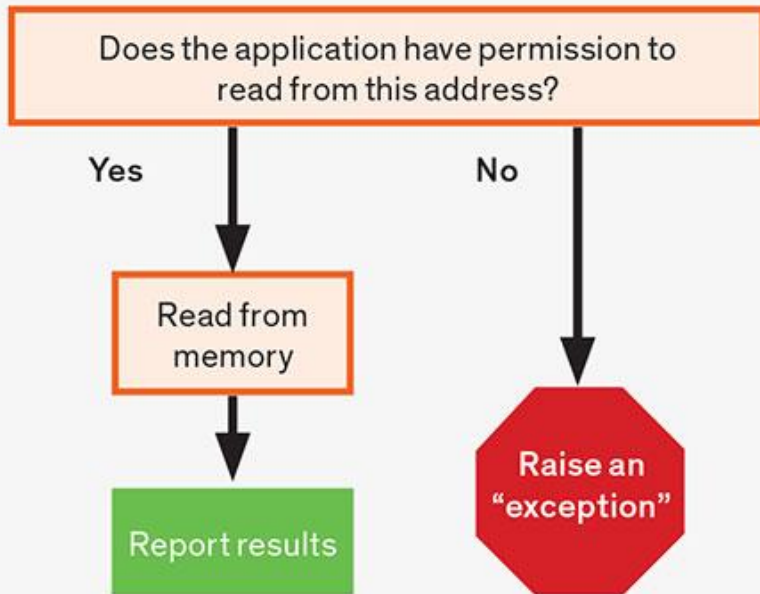 Does the application have permission to
read from this address?
Yes
No
Read from
memory
Report results
Raise an
“exception”